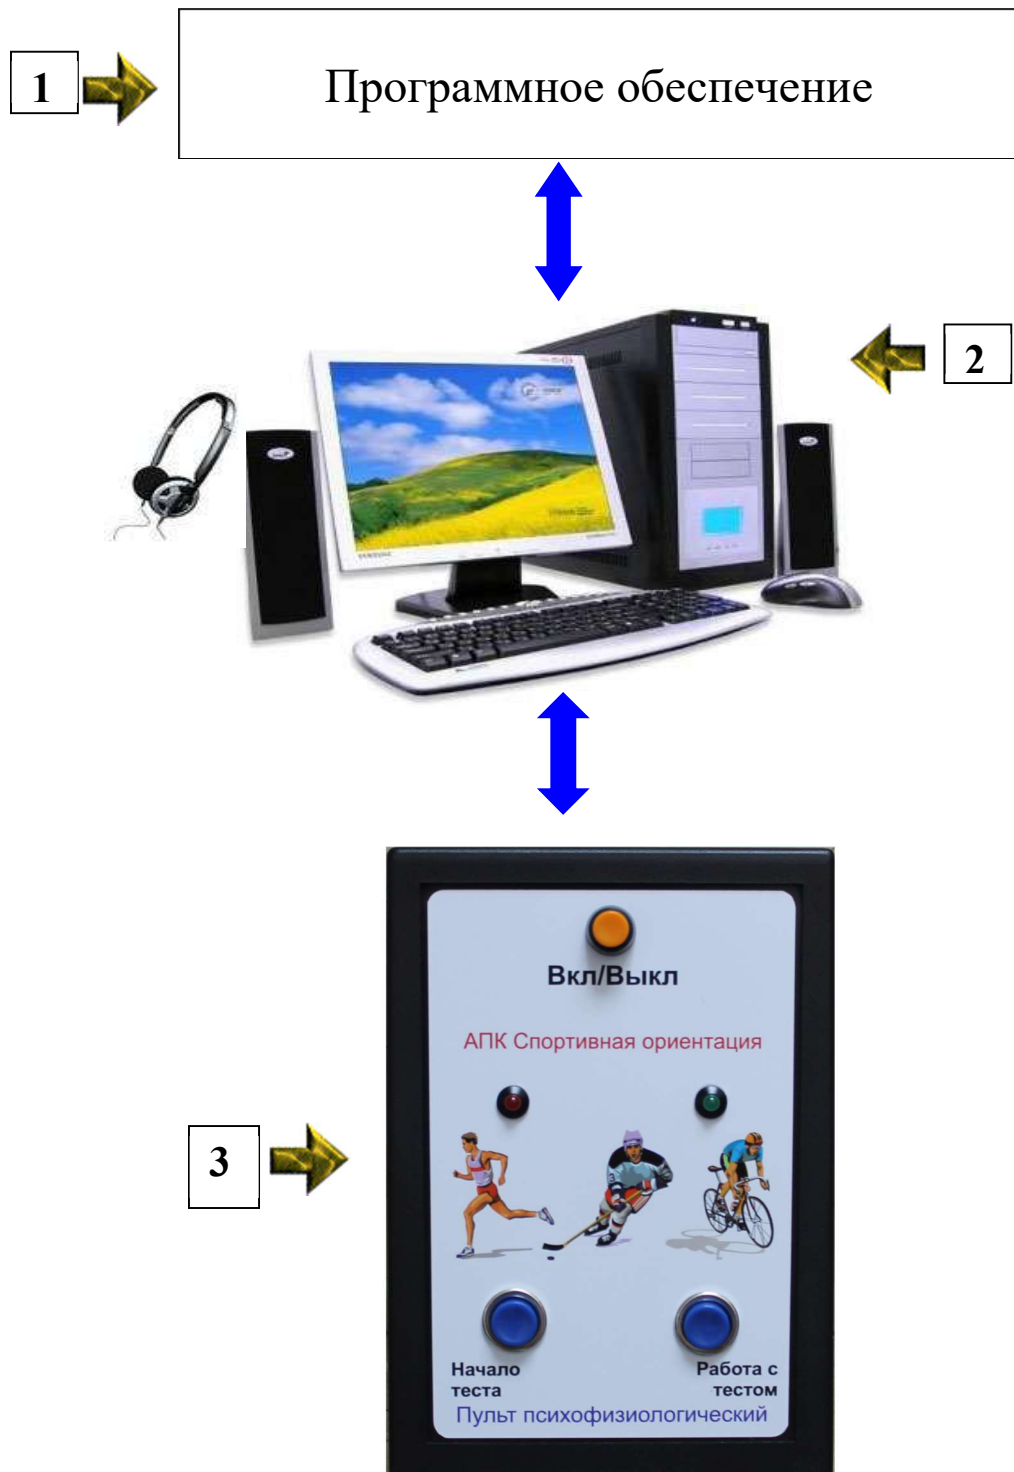 1
Программное обеспечение
2
3
Вкл/Выкл
АПК Спортивная ориентация
Начало
теста
Работа с
тестом
Пульт психофизиологический